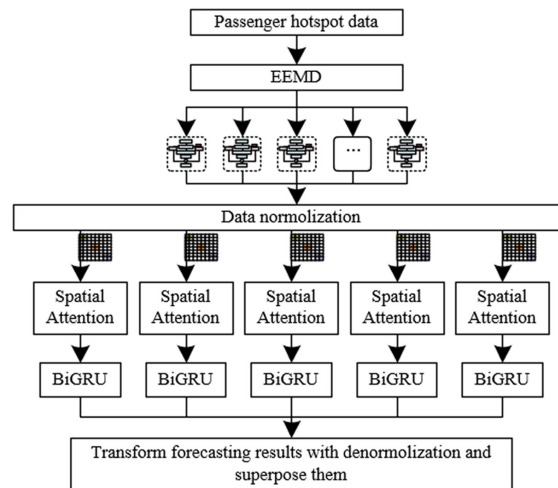 Passenger hotspot data
EEMD
...
Data normolization
Spatial
Attention
Spatial
Attention
Spatial
Attention
Spatial
Attention
Spatial
Attention
BiGRU
BiGRU
BiGRU
BiGRU
BiGRU
Transform forecasting results with denormolization and
superpose them